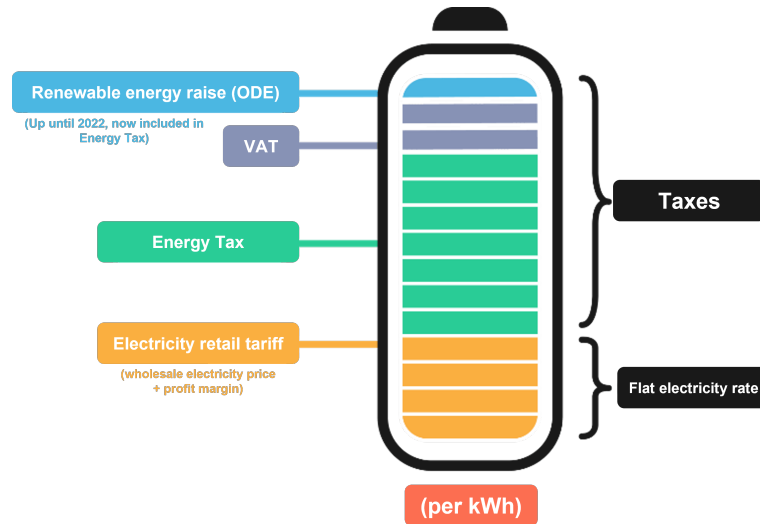 Renewable energy raise (ODE)
(Up until 2022, now included in
Energy Tax)
VAT
Energy Tax
Electricity retail tariff
(wholesale electricity price
+ profit margin)
Taxes
Flat electricity rate
(per kWh)